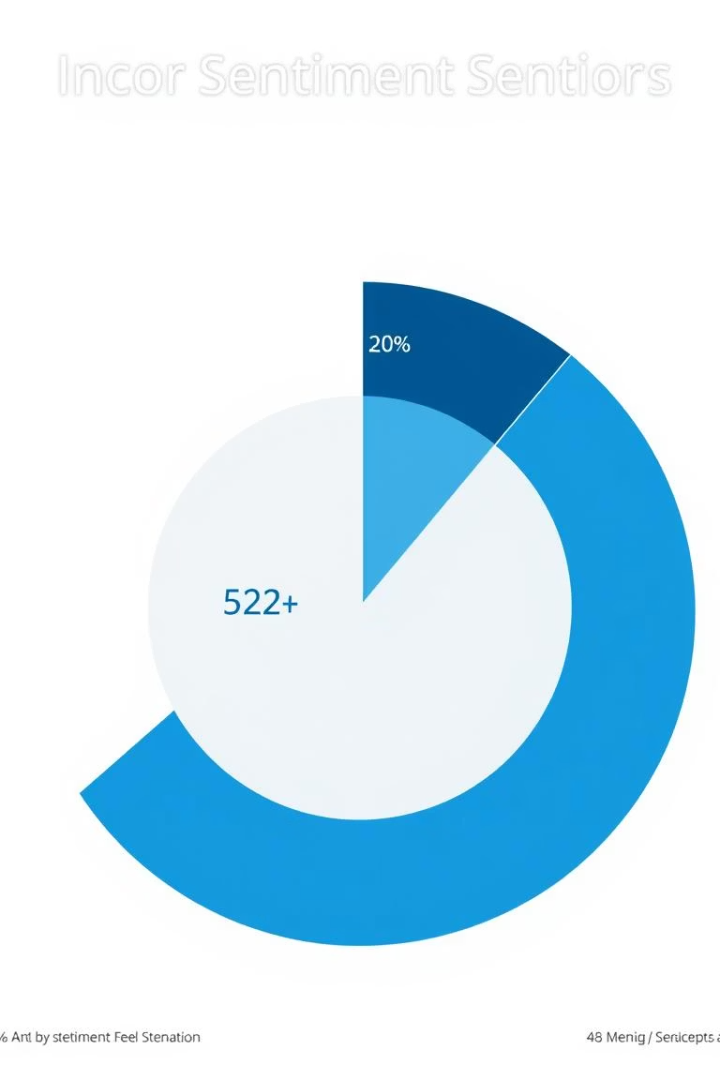 Incor Sentiment Sentiors
20%
522+
% Ant by stetiment Feel Stenation
48 Menig / Senicepts a